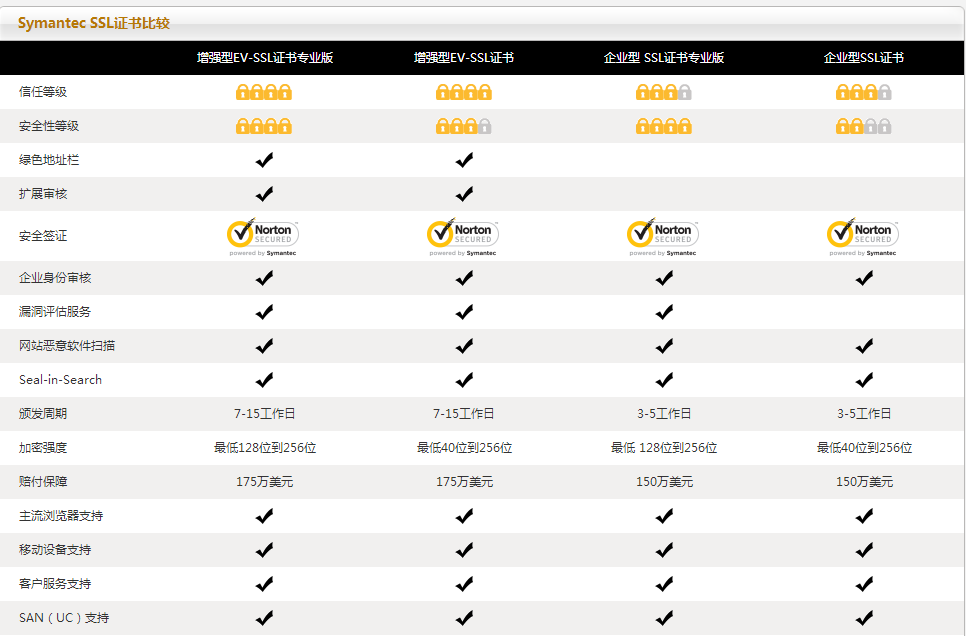 Symantec SSL证书比较
增强型EV-SSL证书专业版 增强型EV-SSL证书 企业型 SSL证书专业版 企业型SSL证书
信任等级
安全性等级
绿色地址栏
扩展审核
安全签证 Norton SECURED powered by Symantec Norton SECURED powered by Symantec Norton SECURED powered by Symantec Norton SECURED powered by Symantec
企业身份审核
漏洞评估服务
网站恶意软件扫描
Seal-in-Search
颁发周期 7-15工作日 7-15工作日 3-5工作日 3-5工作日
加密强度 最低128位到256位 最低40位到256位 最低 128位到256位 最低40位到256位
赔付保障 175万美元 175万美元 150万美元 150万美元
主流浏览器支持
移动设备支持
客户服务支持
SAN（UC）支持